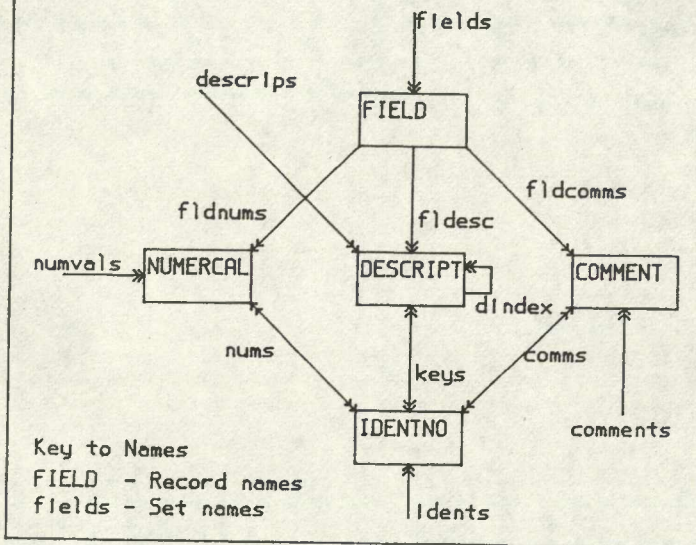 fields
descrips
FIELD
fldcomms
fldnums
fldesc
numvals
NUMERCAL
DESCRIPT
COMMENT
dindex
nums
keys
comms
IDENTNO
comments
Key to Names
FIELD - Record names
fields - Set names
idents